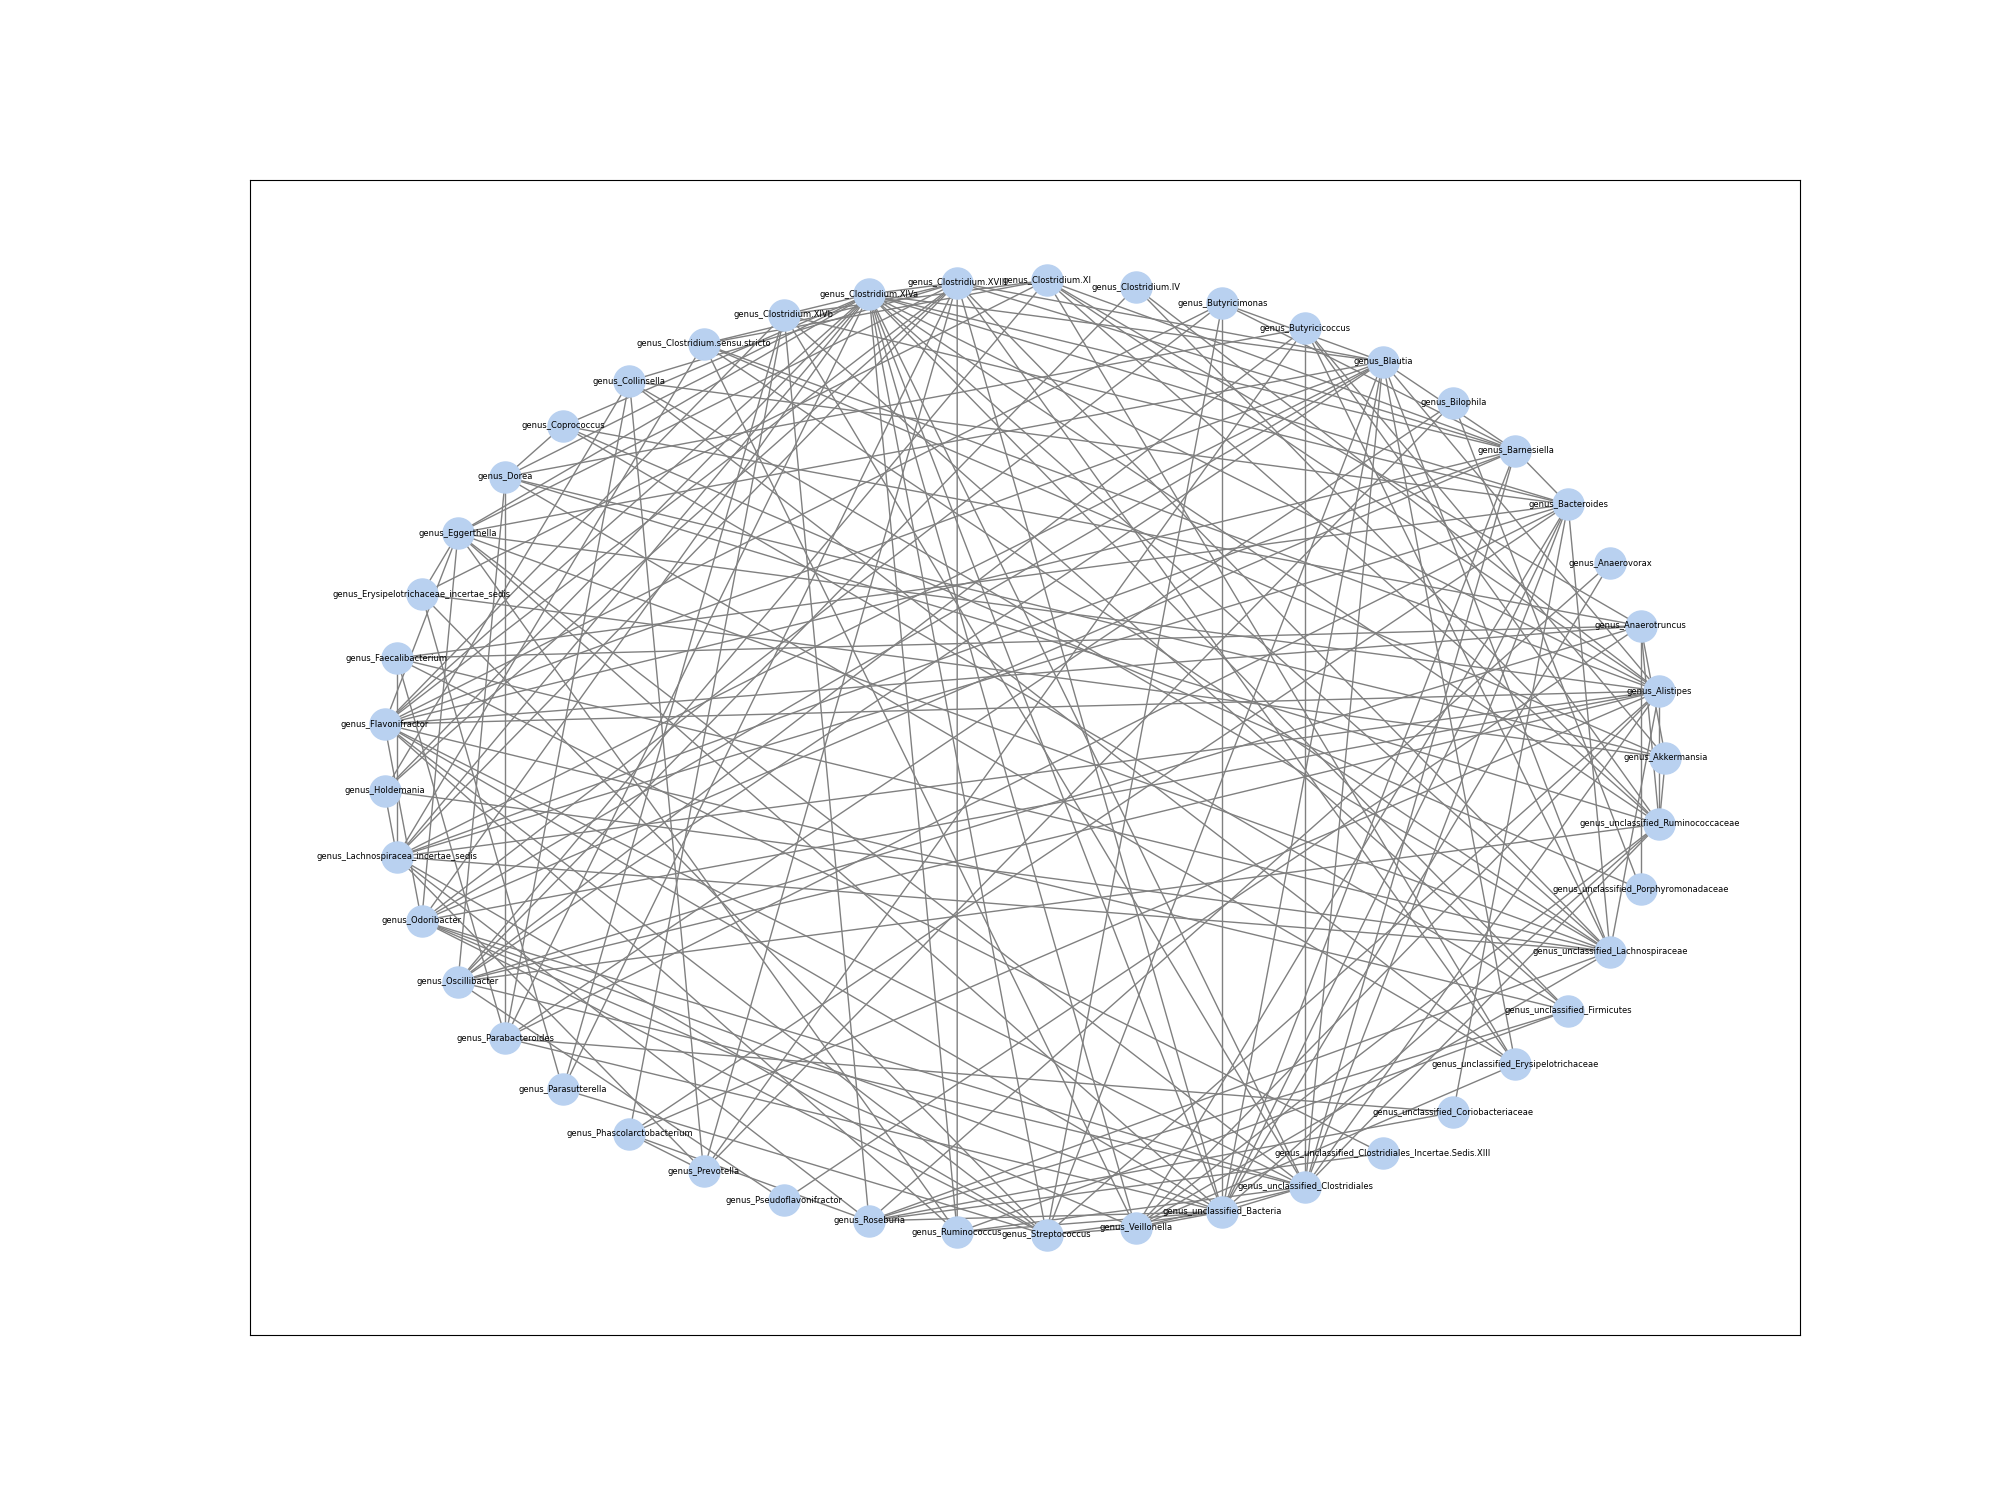 genus_Clostridium.XI
genus_Clostridium.XVIII
genus_Clostridium.IV
genus_Clostridium.XIVa
genus_Butyricimonas
genus_Clostridium.XIVb
genus_Butyricicoccus
genus_Clostridium.sensu.stricto
genus_Blautia
genus_Collinsella
genus_Bilophila
genus_Coprococcus
genus_Barnesiella
genus_Dorea
genus_Bacteroides
genus_Eggerthella
genus_Anaerovorax
genus_Erysipelotrichaceae_incertae_sedis
genus_Anaerotruncus
genus_Faecalibacterium
genus_Alistipes
genus_Flavonifractor
genus_Akkermansia
genus_Holdemania
genus_unclassified_Ruminococcaceae
genus_Lachnospiracea_incertae_sedis
genus_unclassified_Porphyromonadaceae
genus_Odoribacter
genus_unclassified_Lachnospiraceae
genus_Oscillibacter
genus_unclassified_Firmicutes
genus_Parabacteroides
genus_unclassified_Erysipelotrichaceae
genus_Parasutterella
genus_unclassified_Coriobacteriaceae
genus_Phascolarctobacterium
genus_unclassified_Clostridiales_Incertae.Sedis.XIII
genus_Prevotella
genus_unclassified_Clostridiales
genus_Pseudoflavonifractor
genus_unclassified_Bacteria
genus_Roseburia
genus_Veillonella
genus_Ruminococcus
genus_Streptococcus